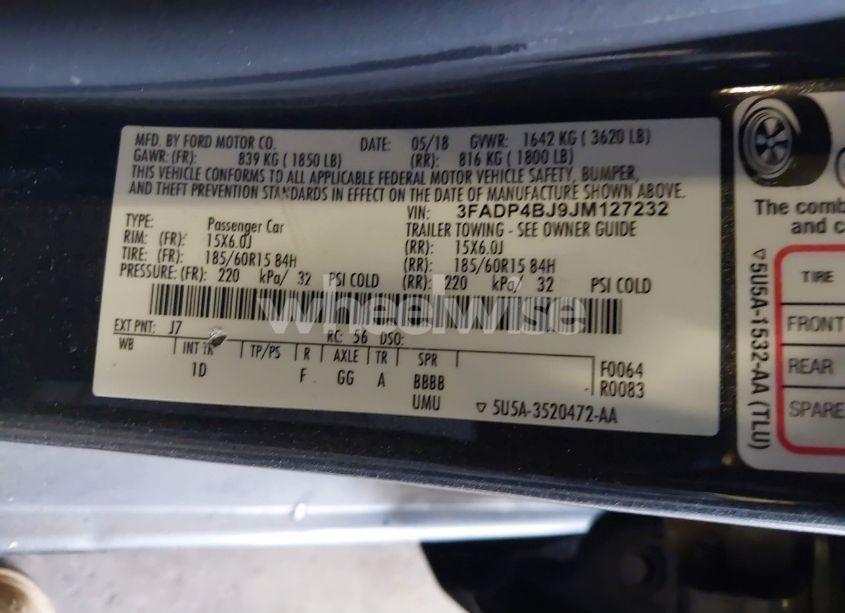 MFD. BY FORD MOTOR CO. DATE: 05/18 GVWR: 1642 KG ( 3620 LB)
GAWR: (FR): 839 KG ( 1850 LB) (RR): 816 KG ( 1800 LB)
THIS VEHICLE CONFORMS TO ALL APPLICABLE FEDERAL MOTOR VEHICLE SAFETY, BUMPER,
AND THEFT PREVENTION STANDARDS IN EFFECT ON THE DATE OF MANUFACTURE SHOWN ABOVE.
VIN: 3FADP4BJ9JM127232
TYPE: Passenger Car TRAILER TOWING - SEE OWNER GUIDE
RIM: (FR): 15X6.0J (RR): 15X6.0J
TIRE: (FR): 185/60R15 84H (RR): 185/60R15 84H
PRESSURE: (FR): 220 kPa/ 32 PSI COLD (RR): 220 kPa/ 32 PSI COLD
wheelwise
EXT PNT: J7 RC: 56 DSO:
WB INT TR TP/PS R AXLE TR SPR
1D F GG A BBBB
UMU
F0064
R0083
▽ 5U5A-3520472-AA
The comb
and c
TIRE
FRONT
REAR
SPARE
▽5U5A-1532-AA (TLU)